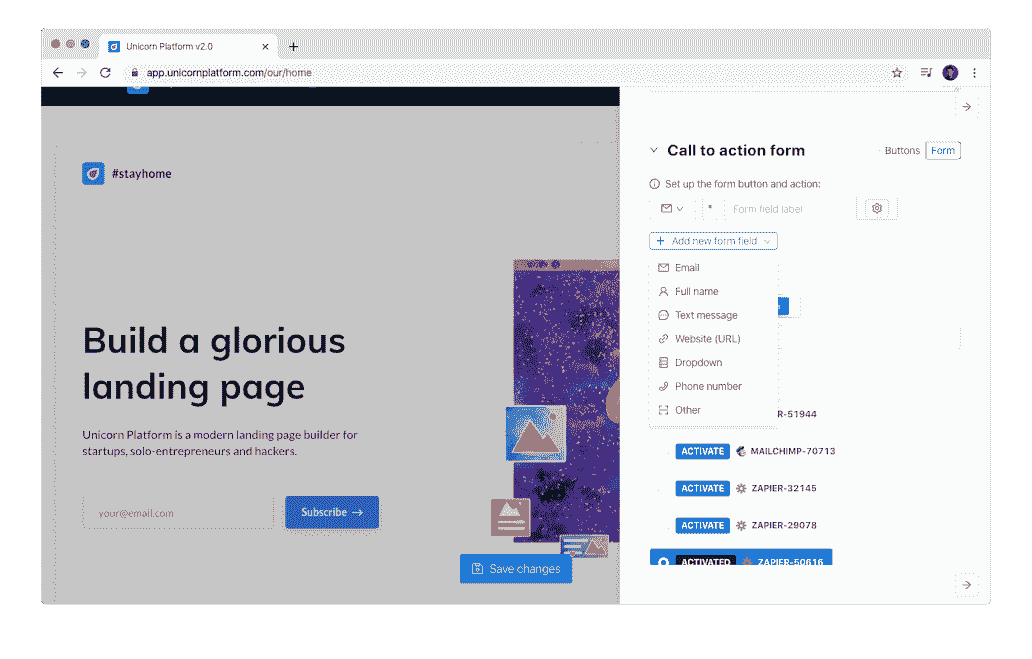 Unicorn Platform v2.0
app.unicornplatform.com/our/home
#stayhome
Build a glorious
landing page
Unicorn Platform is a modern landing page builder for
startups, solo-entrepreneurs and hackers.
your@email.com
Subscribe →
Save changes
Call to action form
Buttons
Form
Set up the form button and action:
* Form field label
+ Add new form field
Email
Full name
Text message
Website (URL)
Dropdown
Phone number
Other
R-51944
ACTIVATE MAILCHIMP-70713
ACTIVATE ZAPIER-32145
ACTIVATE ZAPIER-29078
ACTIVATED ZAPIER-50616